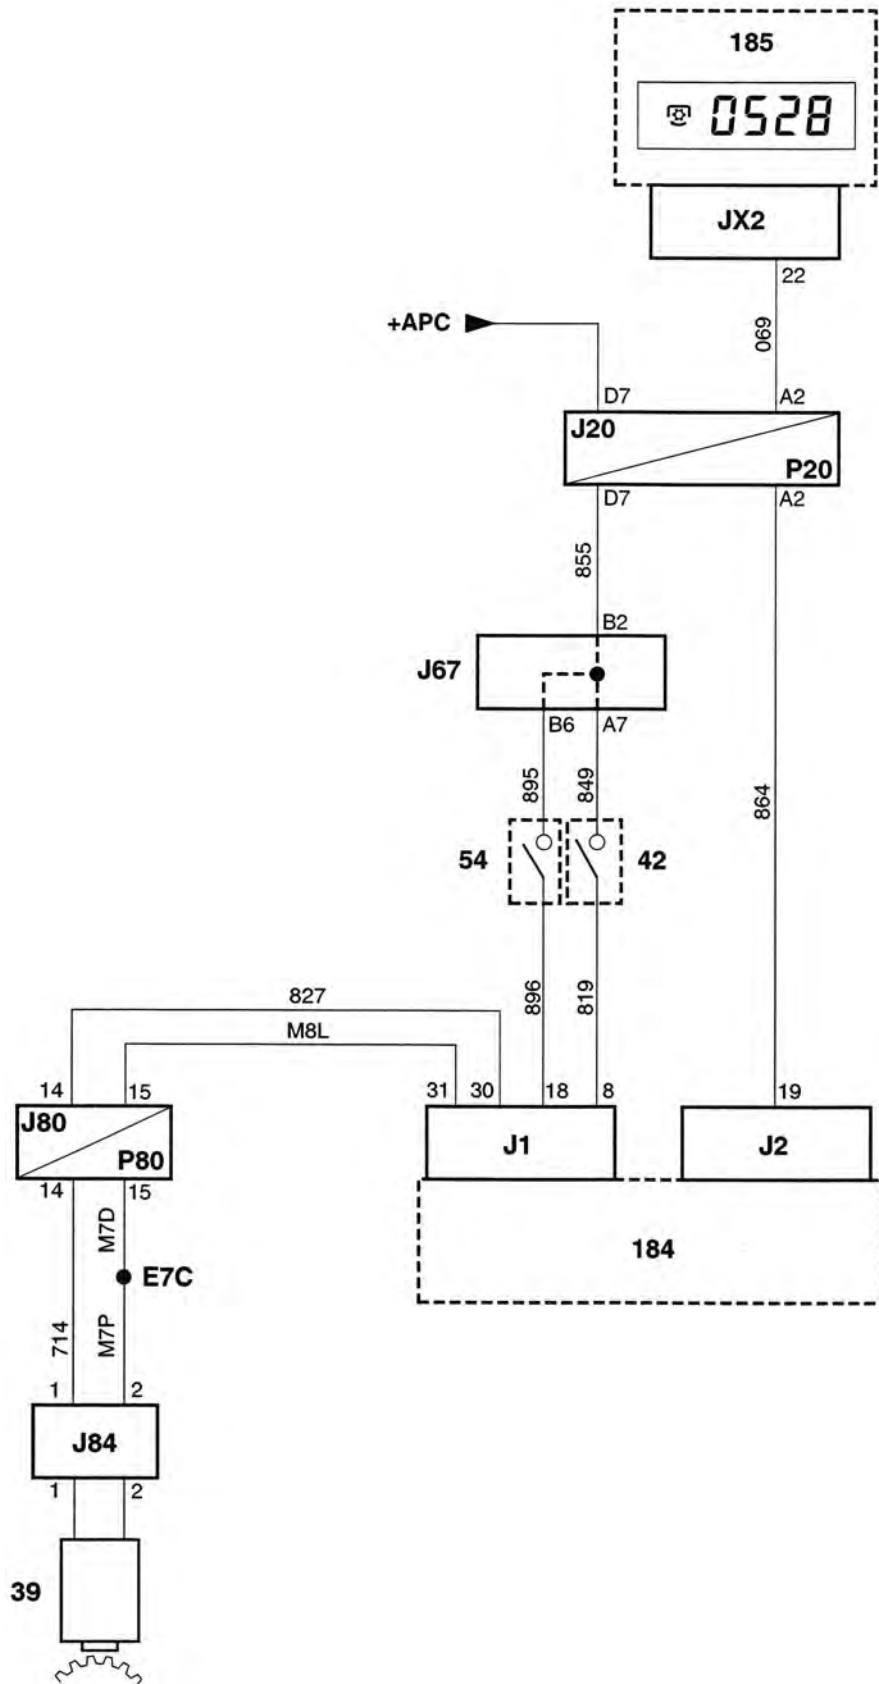 185
0528
JX2
22
069
+APC
D7 A2
J20
P20
D7 A2
855
B2
J67
B6 A7
895 849
864
54 42
896 819
827
M8L
14 15
31 30 18 8
19
J80
P80
J1
J2
14 15
M7D
184
E7C
714
M7P
1 2
J84
1 2
39